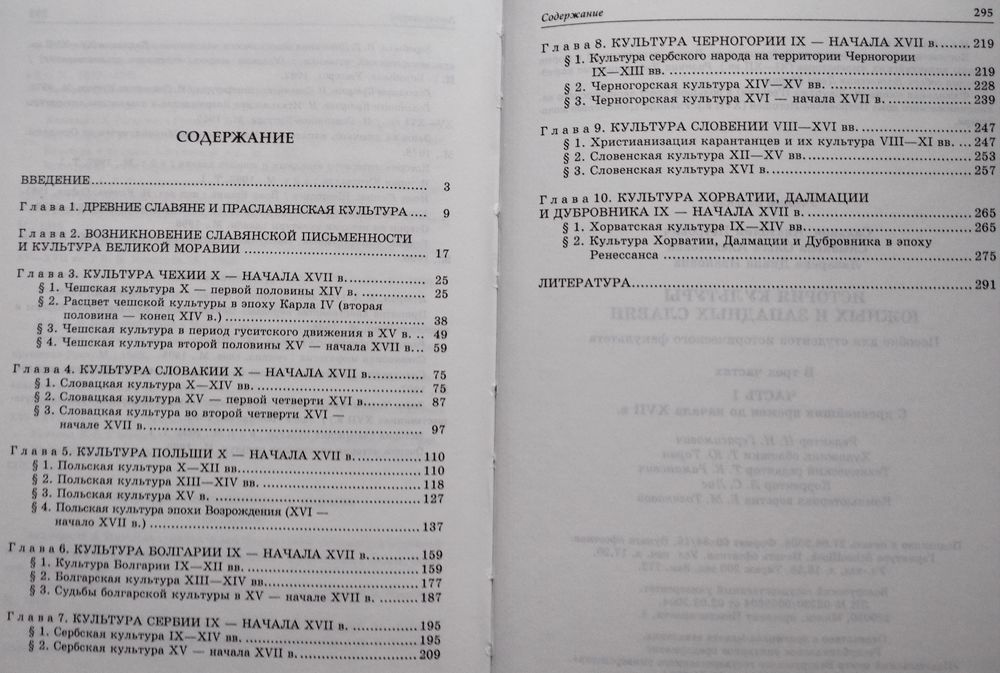 СОДЕРЖАНИЕ
ВВЕДЕНИЕ.......... 3
Глава 1. ДРЕВНИЕ СЛАВЯНЕ И ПРАСЛАВЯНСКАЯ КУЛЬТУРА .... 9
Глава 2. ВОЗНИКНОВЕНИЕ СЛАВЯНСКОЙ ПИСЬМЕННОСТИ
И КУЛЬТУРА ВЕЛИКОЙ МОРАВИИ .......... 17
Глава 3. КУЛЬТУРА ЧЕХИИ X — НАЧАЛА XVII в. .......... 25
§ 1. Чешская культура X — первой половины XIV в. .......... 25
§ 2. Расцвет чешской культуры в эпоху Карла IV (вторая
половина — конец XIV в.) .......... 38
§ 3. Чешская культура в период гуситского движения в XV в. .. 49
§ 4. Чешская культура второй половины XV — начала XVII в... 59
Глава 4. КУЛЬТУРА СЛОВАКИИ X — НАЧАЛА XVII в. .......... 75
§ 1. Словацкая культура X—XIV вв. .......... 75
§ 2. Словацкая культура XV — первой четверти XVI в. .......... 87
§ 3. Словацкая культура во второй четверти XVI —
начале XVII в. .......... 97
Глава 5. КУЛЬТУРА ПОЛЬШИ X — НАЧАЛА XVII в. .......... 110
§ 1. Польская культура X—XII вв. .......... 110
§ 2. Польская культура XIII—XIV вв. .......... 118
§ 3. Польская культура XV в. .......... 127
§ 4. Польская культура эпохи Возрождения (XVI —
начало XVII в.) .......... 137
Глава 6. КУЛЬТУРА БОЛГАРИИ IX — НАЧАЛА XVII в. .......... 159
§ 1. Культура Болгарии IX—XII вв. .......... 159
§ 2. Болгарская культура XIII—XIV вв. .......... 177
§ 3. Судьбы болгарской культуры в XV — начале XVII в. .......... 187
Глава 7. КУЛЬТУРА СЕРБИИ IX — НАЧАЛА XVII в. .......... 195
§ 1. Сербская культура IX—XIV вв. .......... 195
§ 2. Сербская культура XV — начала XVII в. .......... 209
Содержание 295
Глава 8. КУЛЬТУРА ЧЕРНОГОРИИ IX — НАЧАЛА XVII в. ....... 219
§ 1. Культура сербского народа на территории Черногории
IX—XIII вв. .......... 219
§ 2. Черногорская культура XIV—XV вв. .......... 228
§ 3. Черногорская культура XVI — начала XVII в. .......... 239
Глава 9. КУЛЬТУРА СЛОВЕНИИ VIII—XVI вв. .......... 247
§ 1. Христианизация карантанцев и их культура VIII—XI вв. ... 247
§ 2. Словенская культура XII—XV вв. .......... 253
§ 3. Словенская культура XVI в. .......... 257
Глава 10. КУЛЬТУРА ХОРВАТИИ, ДАЛМАЦИИ
И ДУБРОВНИКА IX — НАЧАЛА XVII в. .......... 265
§ 1. Хорватская культура IX—XIV вв. .......... 265
§ 2. Культура Хорватии, Далмации и Дубровника в эпоху
Ренессанса .......... 275
ЛИТЕРАТУРА.......... 291